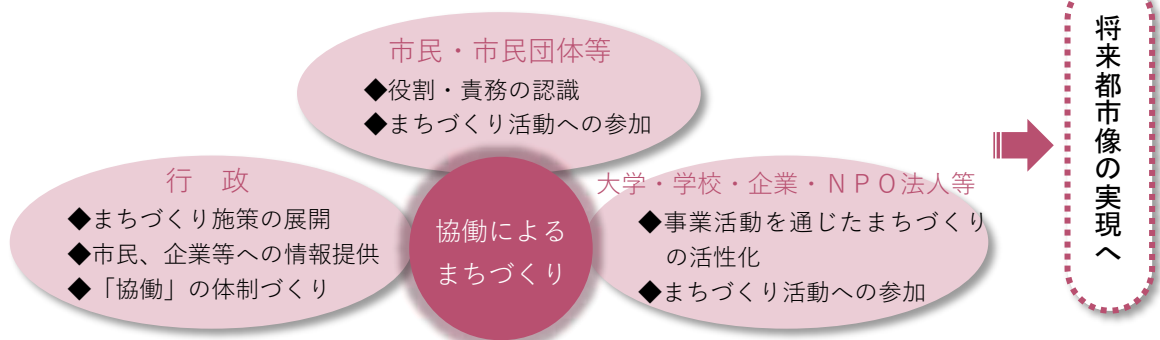 市民・市民団体等
◆役割・責務の認識
◆まちづくり活動への参加
行　政
◆まちづくり施策の展開
◆市民、企業等への情報提供
◆「協働」の体制づくり
協働による
まちづくり
大学・学校・企業・ＮＰＯ法人等
◆事業活動を通じたまちづくり
の活性化
◆まちづくり活動への参加
将来都市像の実現へ